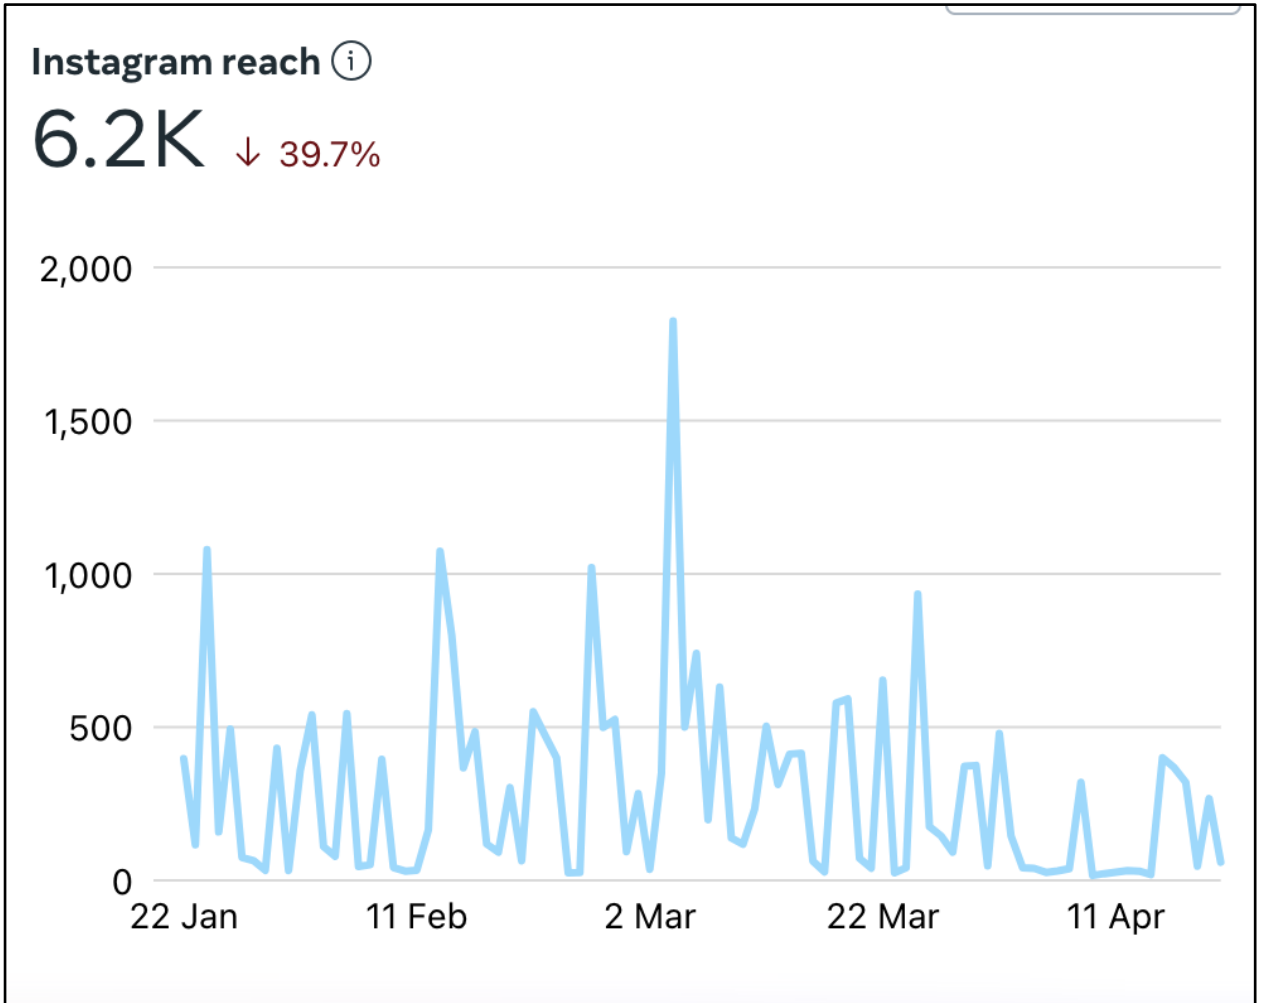 Instagram reach
6.2K ↓ 39.7%
2,000
1,500
1,000
500
0
22 Jan 11 Feb 2 Mar 22 Mar 11 Apr